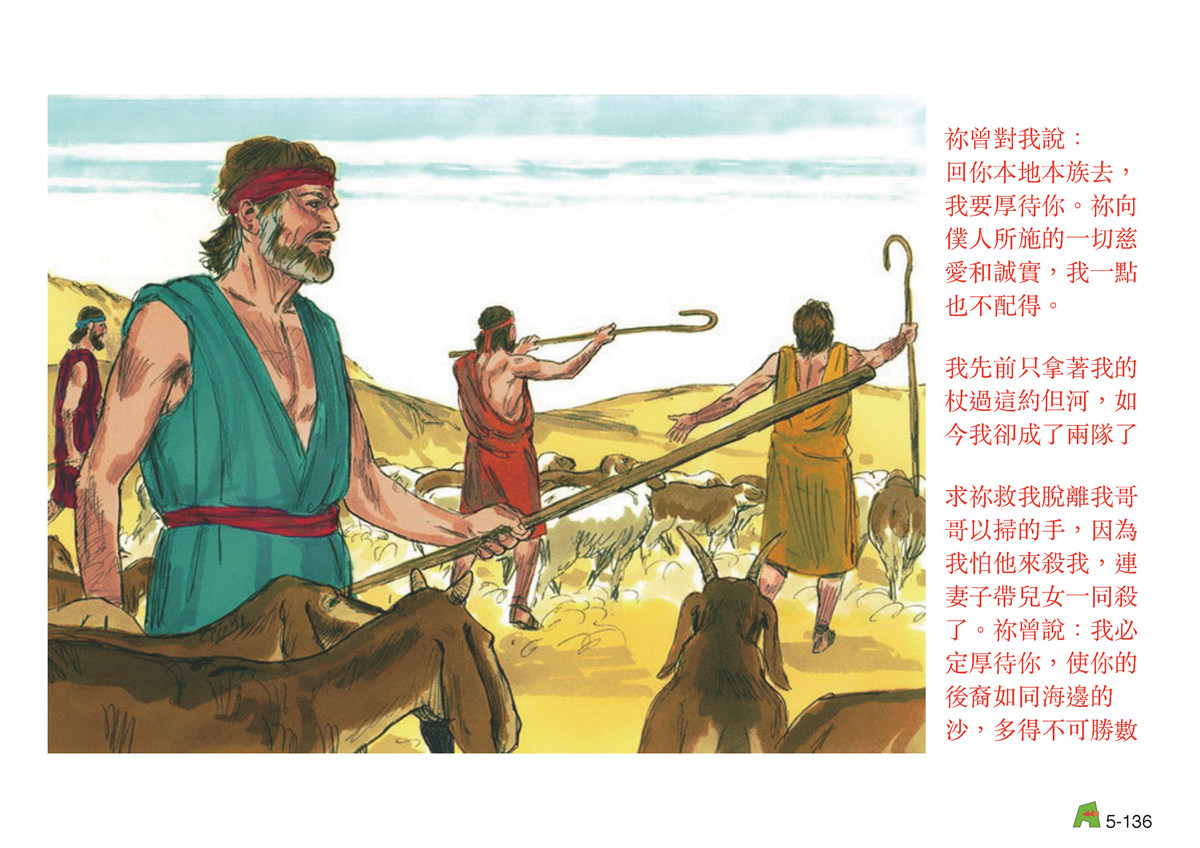 祢曾對我說：
回你本地本族去，
我要厚待你。祢向
僕人所施的一切慈
愛和誠實，我一點
也不配得。
我先前只拿著我的
杖過這約但河，如
今我卻成了兩隊了
求祢救我脫離我哥
哥以掃的手，因為
我怕他來殺我，連
妻子帶兒女一同殺
了。祢曾說：我必
定厚待你，使你的
後裔如同海邊的
沙，多得不可勝數
A 5-136